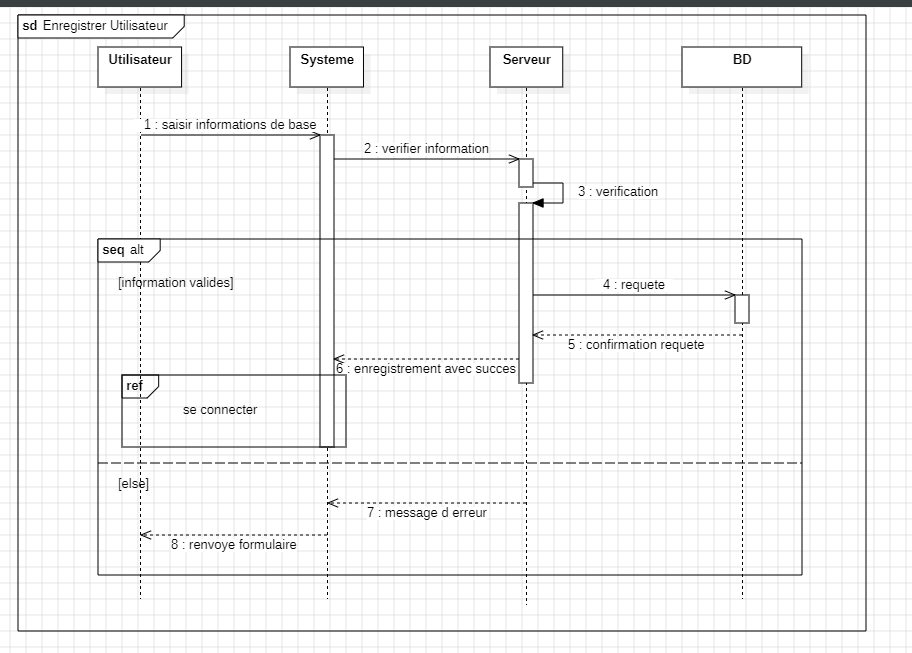 sd Enregistrer Utilisateur
Utilisateur
Systeme
Serveur
BD
1 : saisir informations de base
2 : verifier information
3 : verification
seq alt
[information valides]
4 : requete
5 : confirmation requete
6 : enregistrement avec succes
ref
se connecter
[else]
7 : message d erreur
8 : renvoye formulaire